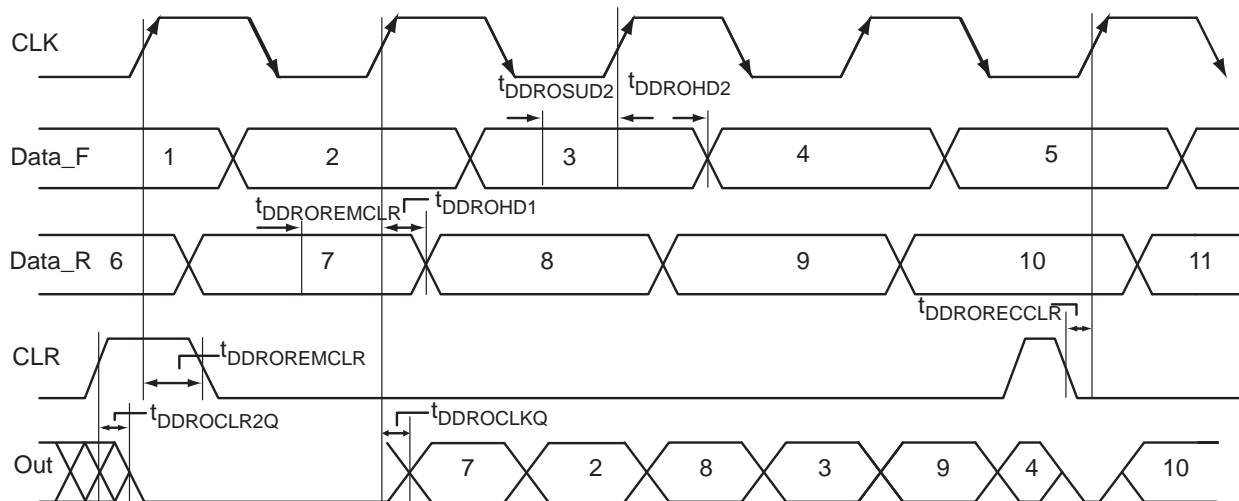 CLK
tDDROSUD2 tDDROHD2
Data_F 1 2 3 4 5
tDDROREMCLR tDDROHD1
Data_R 6 7 8 9 10 11
tDDRORECCLR
CLR
tDDROREMCLR
tDDROCLR2Q tDDROCLKQ
Out 7 2 8 3 9 4 10